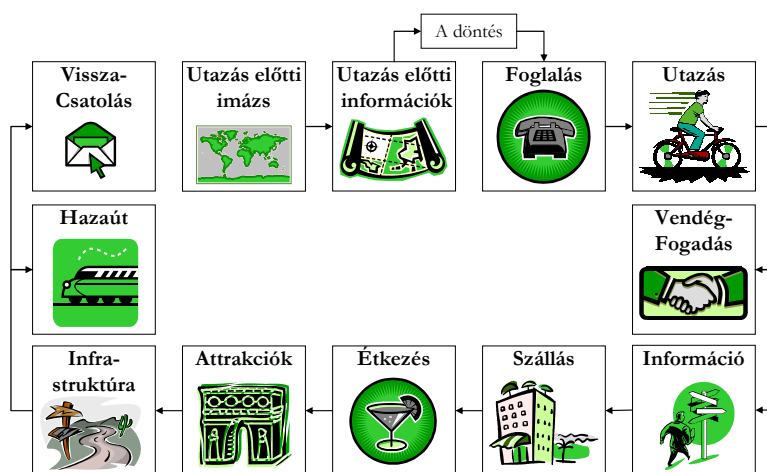 A döntés
Vissza-
Csatolás
Utazás előtti
imázs
Utazás előtti
információk
Foglalás
Utazás
Hazaút
Vendég-
Fogadás
Infra-
struktúra
Attrakciók
Étkezés
Szállás
Információ